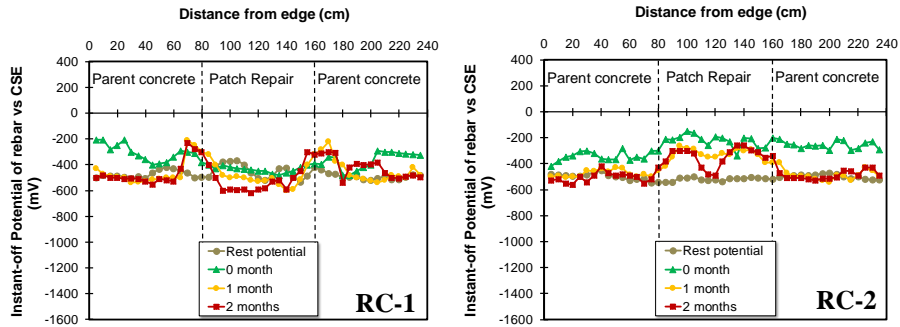 Distance from edge (cm)
0 20 40 60 80 100 120 140 160 180 200 220 240
400
200
0
-200
-400
-600
-800
-1000
-1200
-1400
-1600
Instant-off Potential of rebar vs CSE
(mV)
Parent concrete
Patch Repair
Parent concrete
Rest potential
0 month
1 month
2 months
RC-1
Distance from edge (cm)
0 20 40 60 80 100 120 140 160 180 200 220 240
400
200
0
-200
-400
-600
-800
-1000
-1200
-1400
-1600
Instant-off Potential of rebar vs CSE
(mV)
Parent concrete
Patch Repair
Parent concrete
Rest potential
0 month
1 month
2 months
RC-2